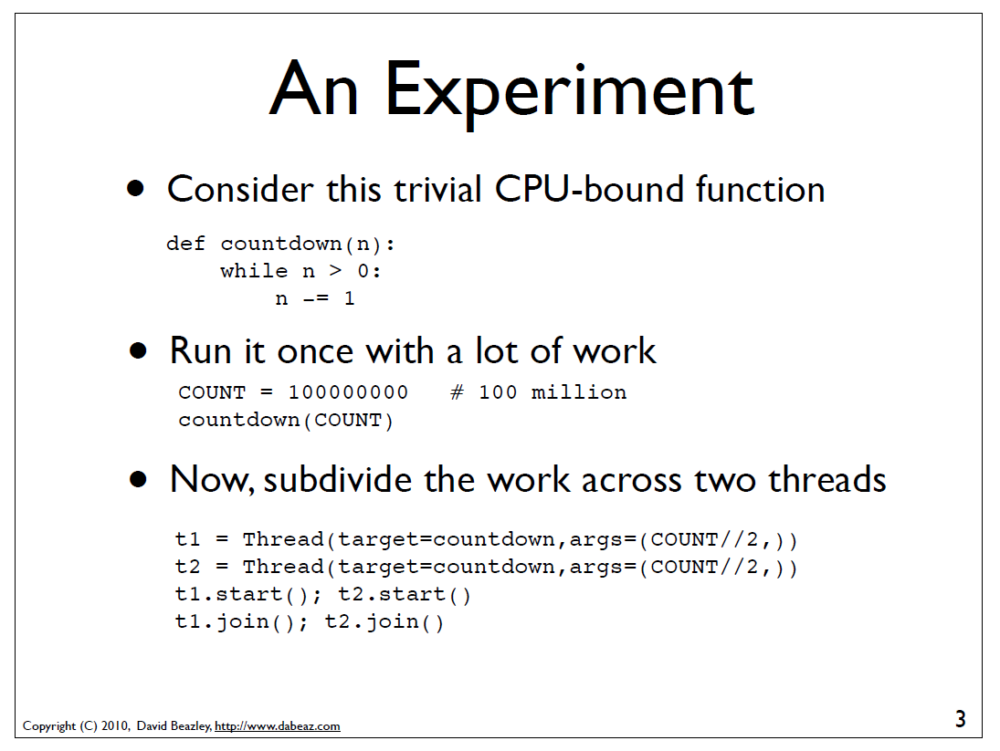 An Experiment
• Consider this trivial CPU-bound function
def countdown(n):
    while n > 0:
        n -= 1
• Run it once with a lot of work
COUNT = 100000000   # 100 million
countdown(COUNT)
• Now, subdivide the work across two threads
t1 = Thread(target=countdown,args=(COUNT//2,))
t2 = Thread(target=countdown,args=(COUNT//2,))
t1.start(); t2.start()
t1.join(); t2.join()
Copyright (C) 2010, David Beazley, http://www.dabeaz.com
3